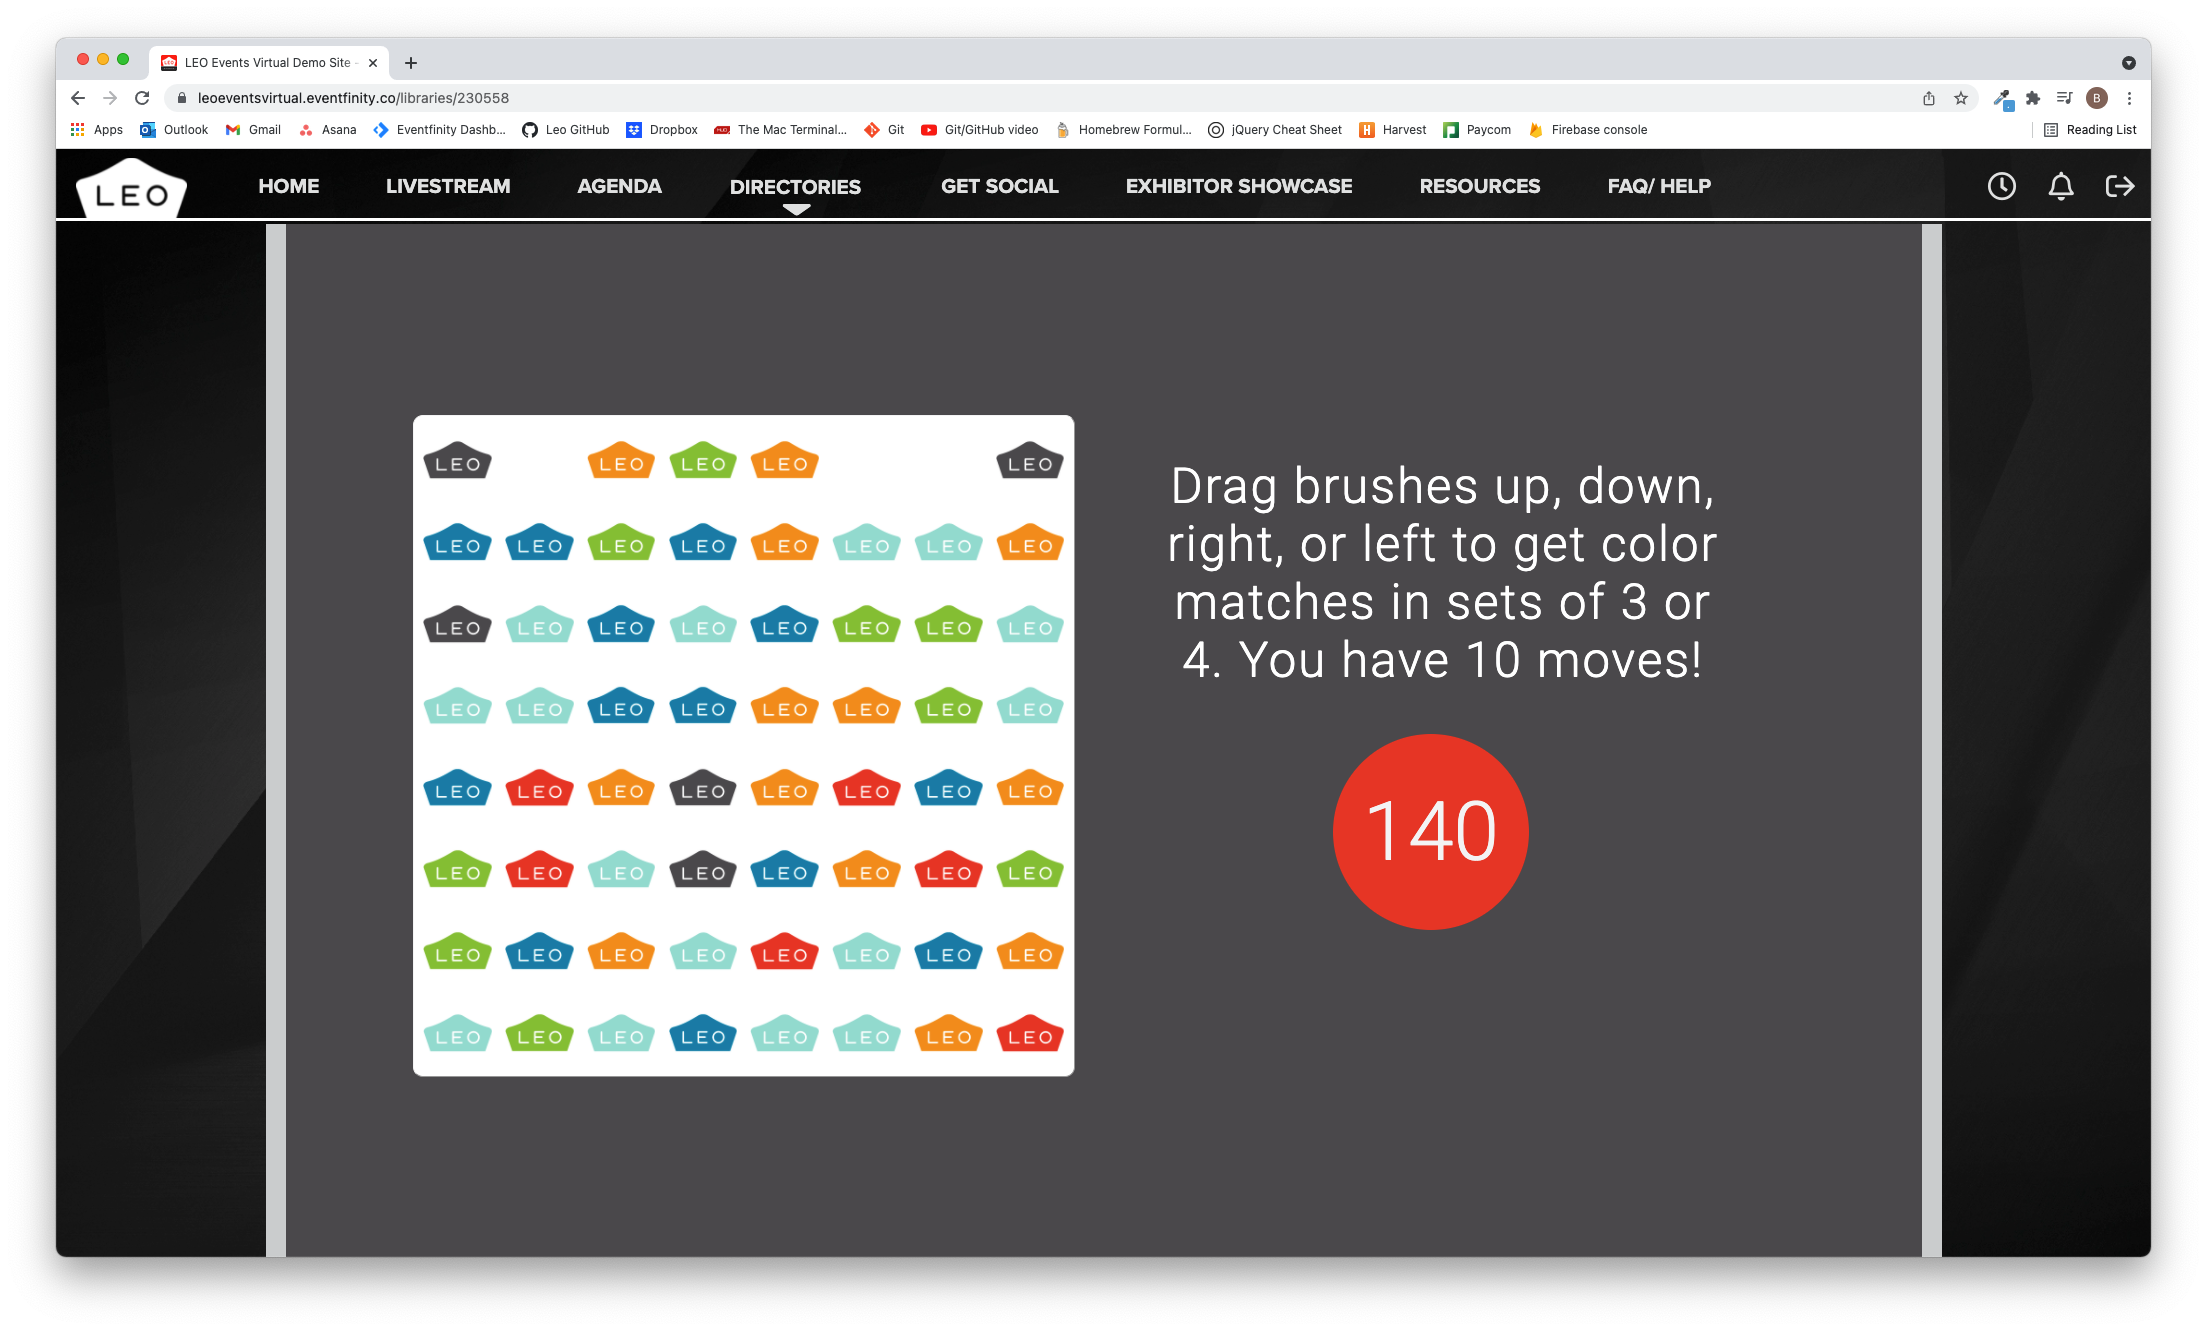 LEO Events Virtual Demo Site -
leoeventsvirtual.eventfinity.co/libraries/230558
B
Apps Outlook Gmail Asana Eventfinity Dashb... Leo GitHub Dropbox The Mac Terminal... Git Git/GitHub video Homebrew Formul... jQuery Cheat Sheet Harvest Paycom Firebase console Reading List
LEO HOME LIVESTREAM AGENDA DIRECTORIES GET SOCIAL EXHIBITOR SHOWCASE RESOURCES FAQ/ HELP
LEO LEO LEO LEO LEO
LEO LEO LEO LEO LEO LEO LEO LEO
LEO LEO LEO LEO LEO LEO LEO LEO
LEO LEO LEO LEO LEO LEO LEO LEO
LEO LEO LEO LEO LEO LEO LEO LEO
LEO LEO LEO LEO LEO LEO LEO LEO
LEO LEO LEO LEO LEO LEO LEO LEO
LEO LEO LEO LEO LEO LEO LEO LEO
Drag brushes up, down,
right, or left to get color
matches in sets of 3 or
4. You have 10 moves!
140